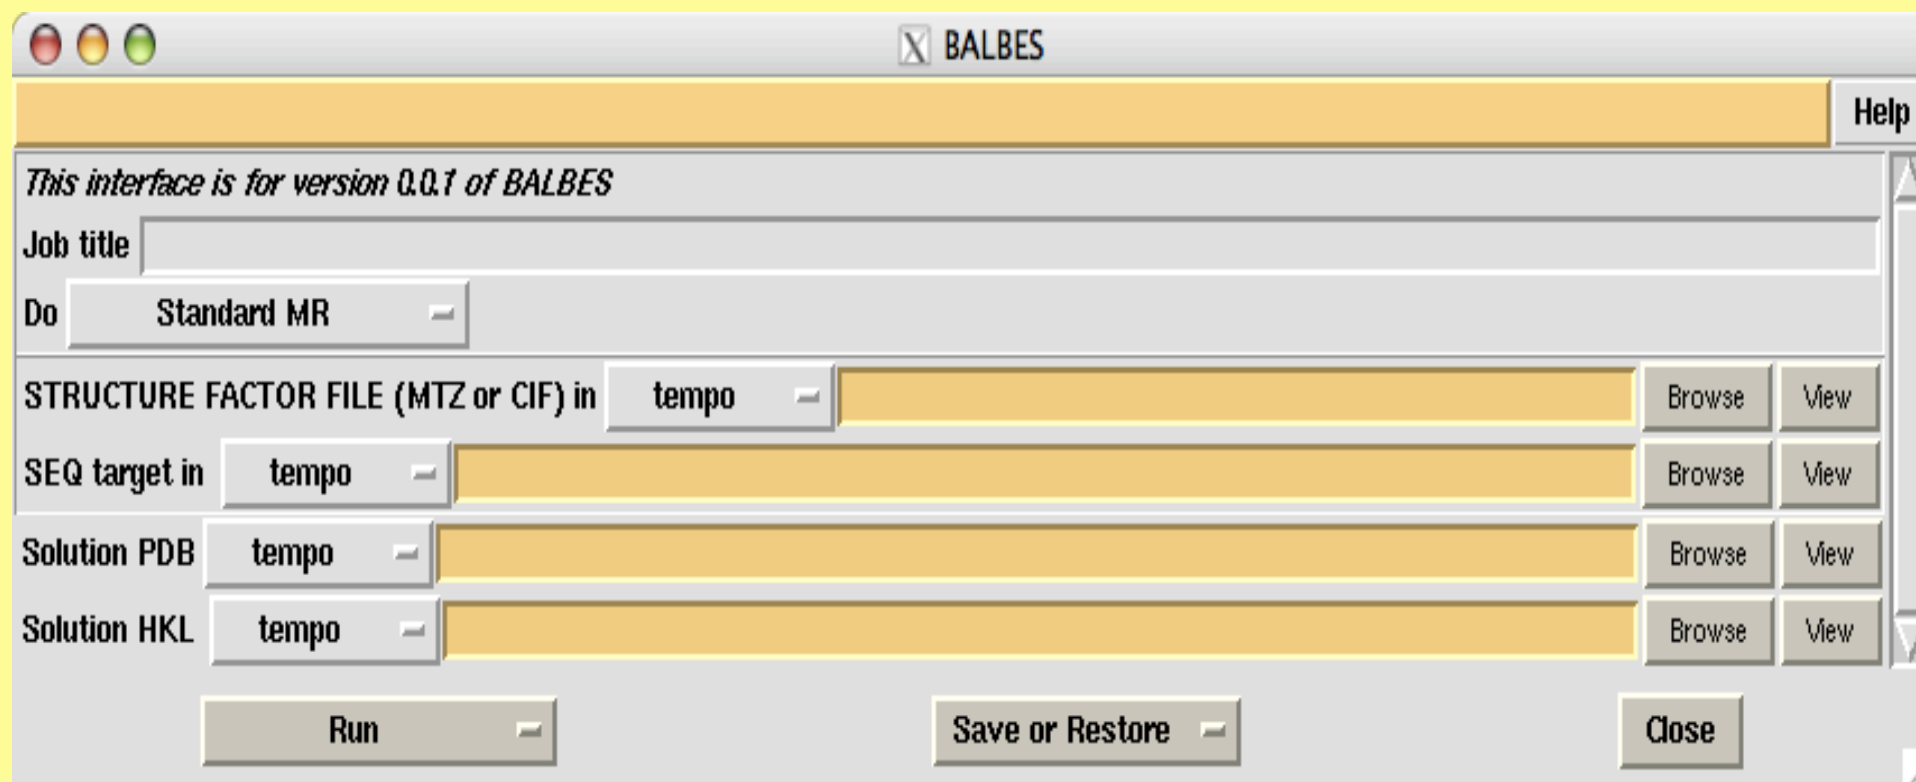 X BALBES
Help
This interface is for version 0.0.1 of BALBES
Job title
Do Standard MR
STRUCTURE FACTOR FILE (MTZ or CIF) in tempo Browse View
SEQ target in tempo Browse View
Solution PDB tempo Browse View
Solution HKL tempo Browse View
Run Save or Restore Close